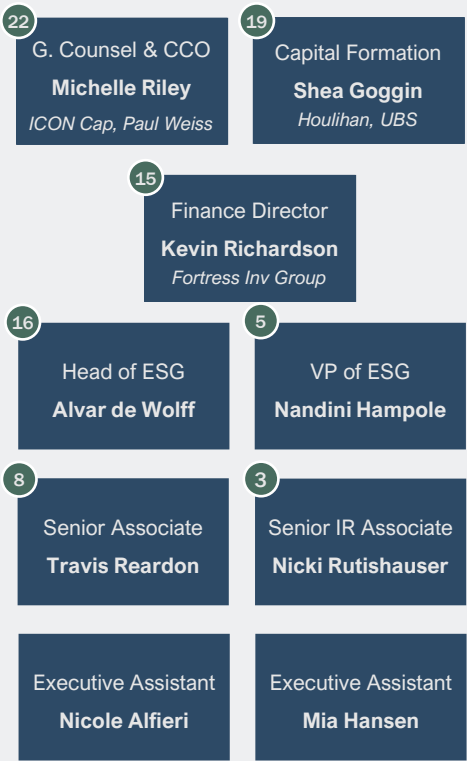 22
G. Counsel & CCO
Michelle Riley
ICON Cap, Paul Weiss
19
Capital Formation
Shea Goggin
Houlihan, UBS
15
Finance Director
Kevin Richardson
Fortress Inv Group
16
Head of ESG
Alvar de Wolff
5
VP of ESG
Nandini Hampole
8
Senior Associate
Travis Reardon
3
Senior IR Associate
Nicki Rutishauser
Executive Assistant
Nicole Alfieri
Executive Assistant
Mia Hansen